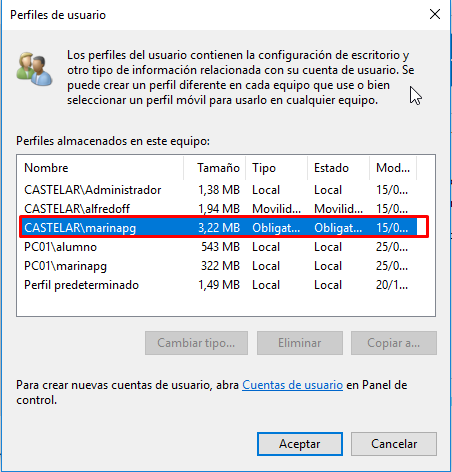 Perfiles de usuario
Los perfiles del usuario contienen la configuración de escritorio y
otro tipo de información relacionada con su cuenta de usuario. Se
puede crear un perfil diferente en cada equipo que use o bien
seleccionar un perfil móvil para usarlo en cualquier equipo.
Perfiles almacenados en este equipo:
Nombre Tamaño Tipo Estado Mod...
CASTELAR\Administrador 1,38 MB Local Local 15/0...
CASTELAR\alfredoff 1,94 MB Movilid... Movilid... 15/0...
CASTELAR\marinapg 3,22 MB Obligat... Obligat... 15/0...
PC01\alumno 543 MB Local Local 15/0...
PC01\marinapg 322 MB Local Local 15/0...
Perfil predeterminado 1,49 MB Local Local 20/1...
Cambiar tipo... Eliminar Copiar a...
Para crear nuevas cuentas de usuario, abra Cuentas de usuario en Panel de
control.
Aceptar Cancelar